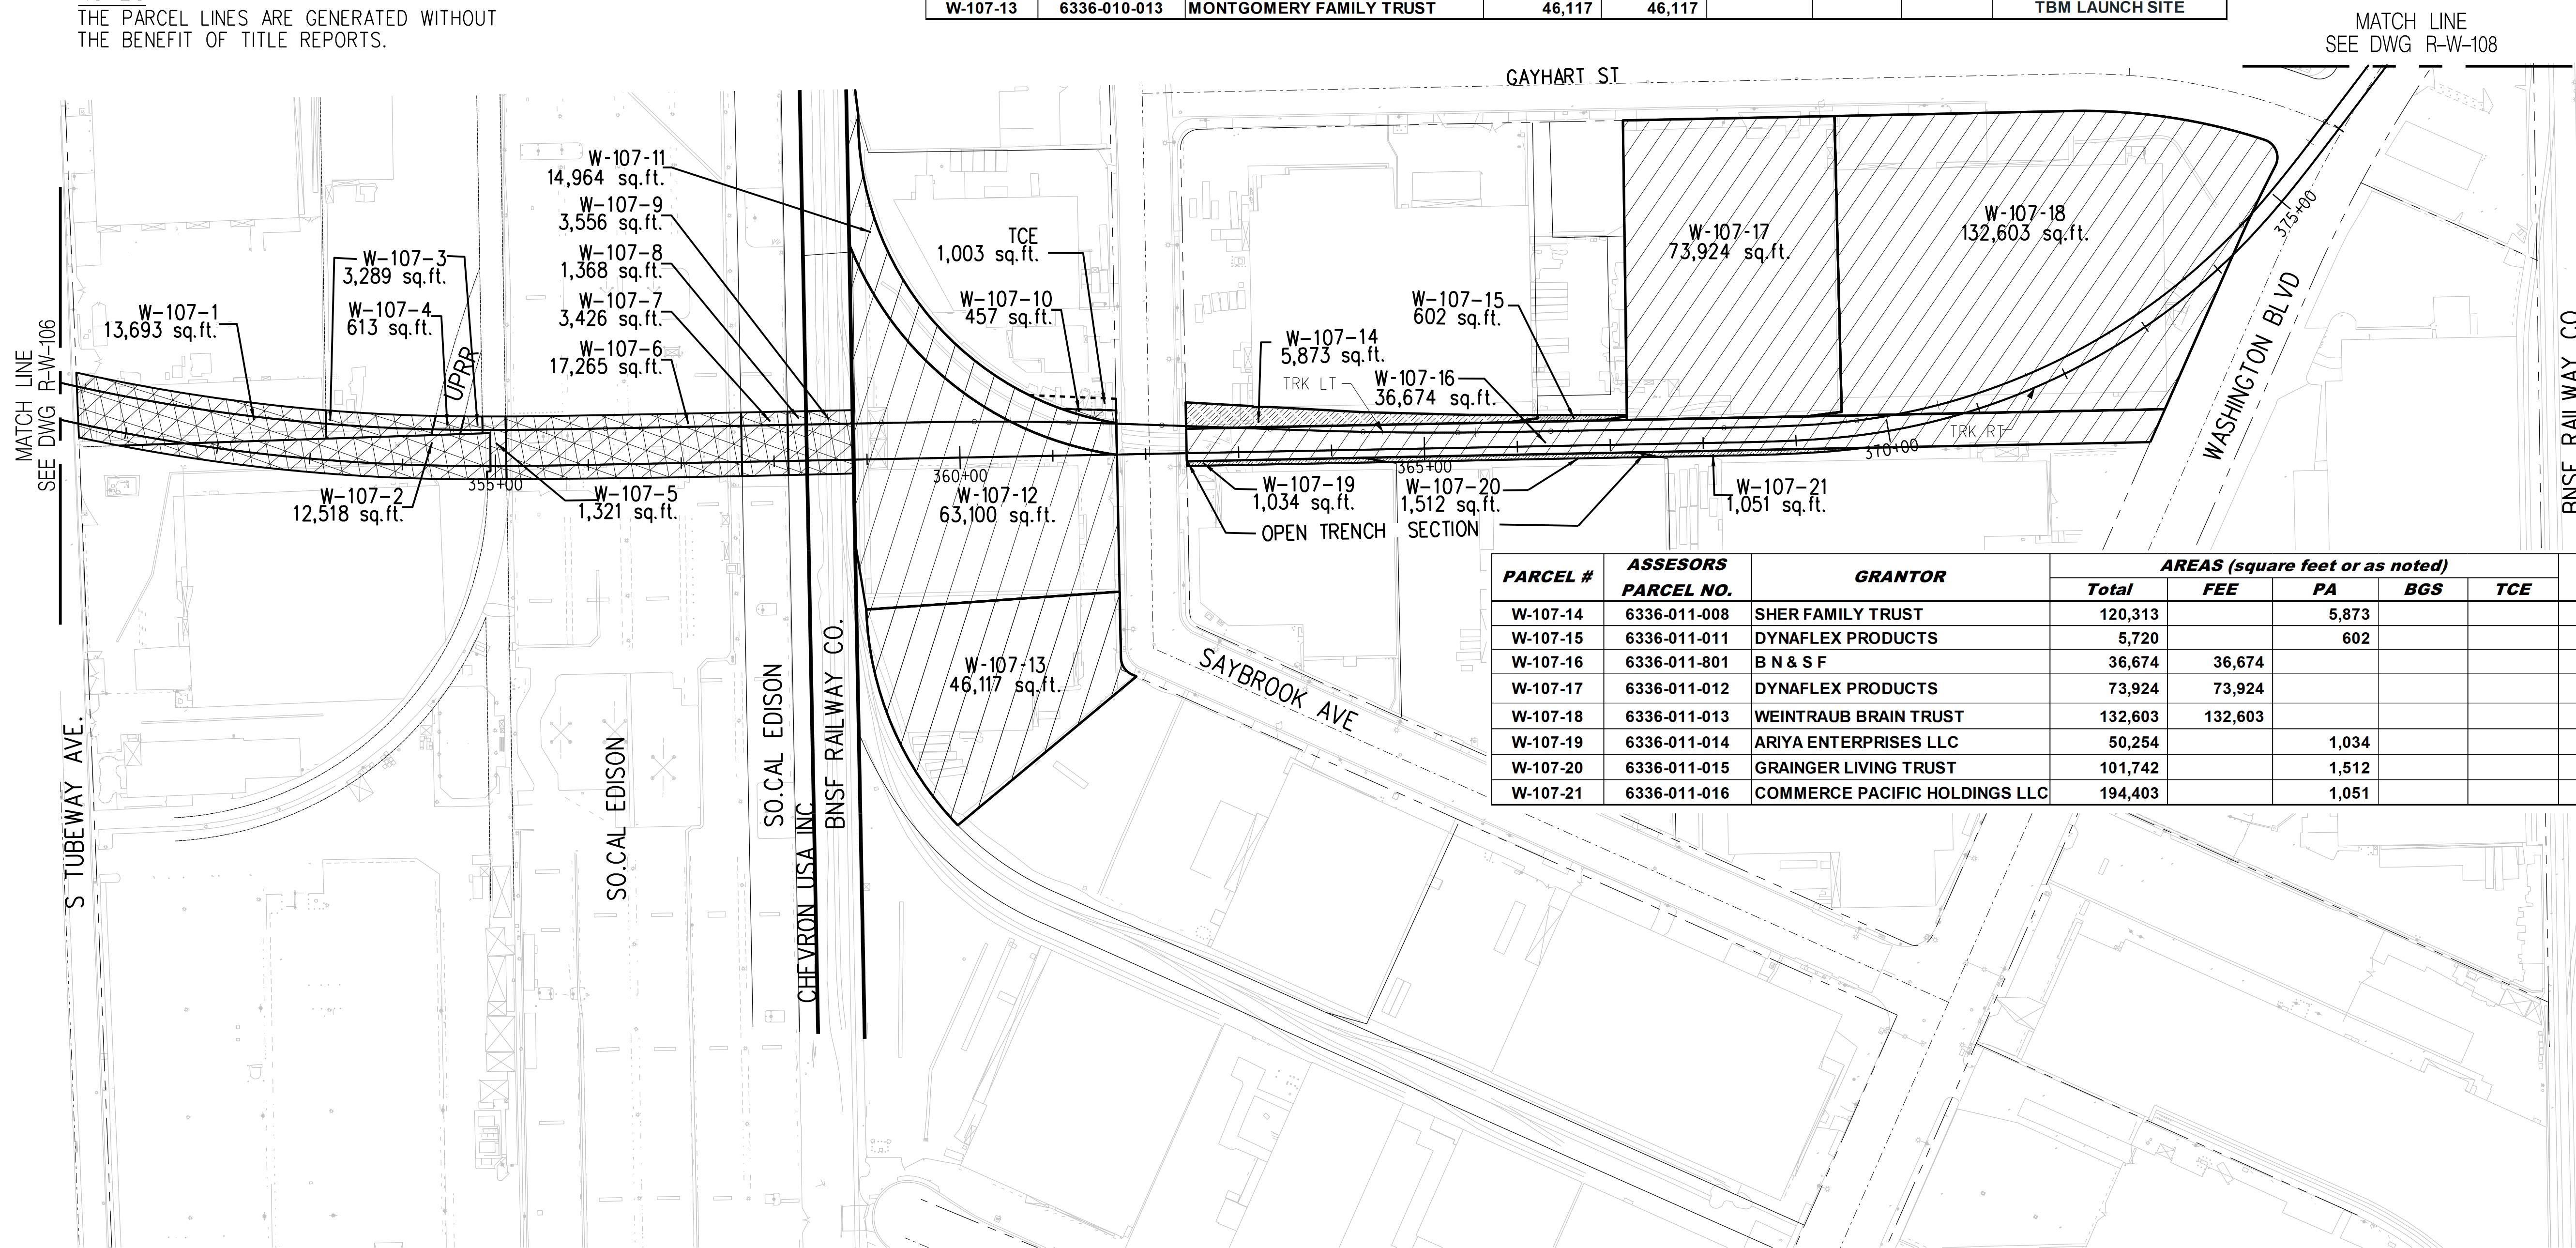 THE PARCEL LINES ARE GENERATED WITHOUT
THE BENEFIT OF TITLE REPORTS.
W-107-13 6336-010-013 MONTGOMERY FAMILY TRUST 46,117 46,117 TBM LAUNCH SITE
MATCH LINE
SEE DWG R-W-108
GAYHART ST
MATCH LINE
SEE DWG R-W-106
W-107-1
13,693 sq.ft.
W-107-3
3,289 sq.ft.
W-107-4
613 sq.ft.
UPRR
W-107-11
14,964 sq.ft.
W-107-9
3,556 sq.ft.
W-107-8
1,368 sq.ft.
W-107-7
3,426 sq.ft.
W-107-6
17,265 sq.ft.
TCE
1,003 sq.ft.
W-107-10
457 sq.ft.
W-107-2
12,518 sq.ft.
355+00
W-107-5
1,321 sq.ft.
360+00
W-107-12
63,100 sq.ft.
W-107-13
46,117 sq.ft.
W-107-14
5,873 sq.ft.
TRK LT
W-107-15
602 sq.ft.
W-107-16
36,674 sq.ft.
W-107-17
73,924 sq.ft.
W-107-18
132,603 sq.ft.
375+00
370+00
TRK RT
365+00
W-107-19
1,034 sq.ft.
W-107-20
1,512 sq.ft.
W-107-21
1,051 sq.ft.
OPEN TRENCH SECTION
WASHINGTON BLVD
BNSF RAILWAY CO.
SAYBROOK AVE
S TUBEWAY AVE.
SO.CAL EDISON
SO.CAL EDISON
CHEVRON USA INC
BNSF RAILWAY CO.
PARCEL # ASSESORS PARCEL NO. GRANTOR AREAS (square feet or as noted)
Total FEE PA BGS TCE
W-107-14 6336-011-008 SHER FAMILY TRUST 120,313 5,873
W-107-15 6336-011-011 DYNAFLEX PRODUCTS 5,720 602
W-107-16 6336-011-801 B N & S F 36,674 36,674
W-107-17 6336-011-012 DYNAFLEX PRODUCTS 73,924 73,924
W-107-18 6336-011-013 WEINTRAUB BRAIN TRUST 132,603 132,603
W-107-19 6336-011-014 ARIYA ENTERPRISES LLC 50,254 1,034
W-107-20 6336-011-015 GRAINGER LIVING TRUST 101,742 1,512
W-107-21 6336-011-016 COMMERCE PACIFIC HOLDINGS LLC 194,403 1,051